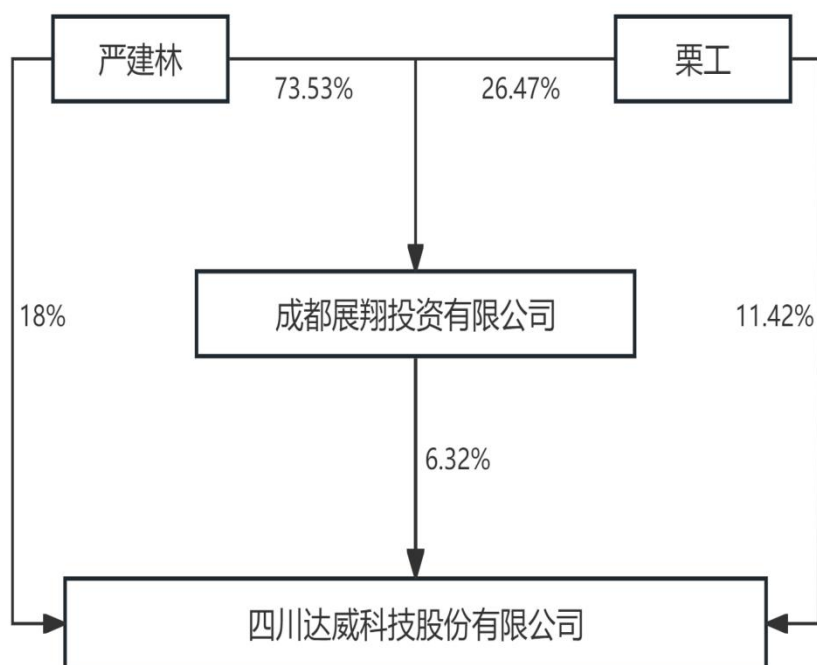 严建林
栗工
73.53%
26.47%
成都展翔投资有限公司
18%
11.42%
6.32%
四川达威科技股份有限公司